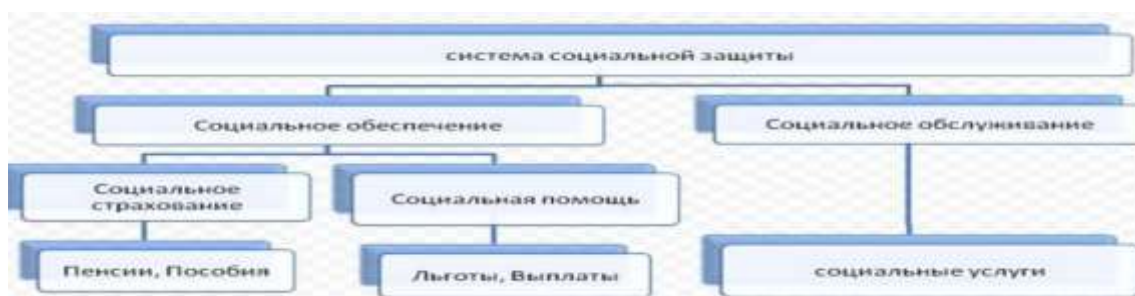 система социальной защиты
Социальное обеспечение
Социальное обслуживание
Социальное
страхование
Социальная помощь
Пенсии, Пособия
Льготы, Выплаты
социальные услуги